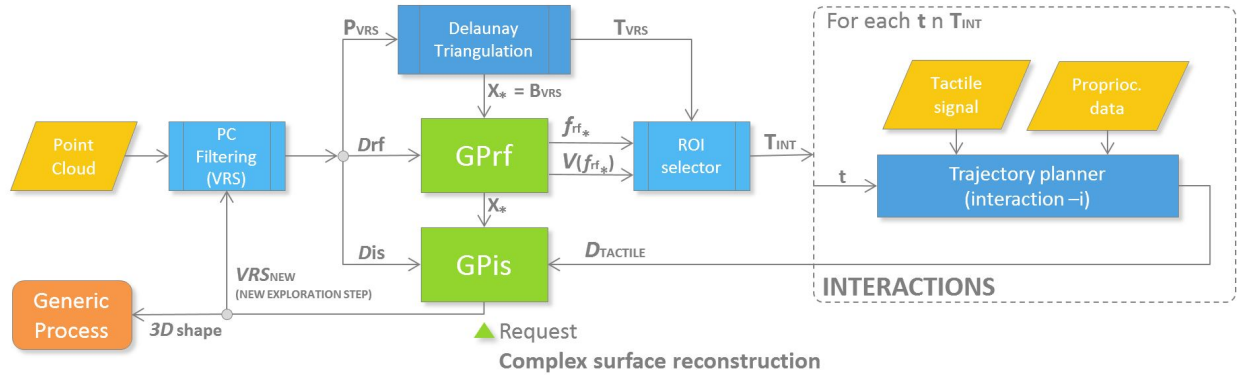 For each t n TINT
PVRS
Delaunay
Triangulation
TVRS
Tactile
signal
Proprioc.
data
X* = BVRS
Point
Cloud
PC
Filtering
(VRS)
Drf
GPrf
frf*
V(frf*)
ROI
selector
TINT
t
Trajectory planner
(interaction –i)
X*
Dis
GPis
DTACTILE
VRSNEW
(NEW EXPLORATION STEP)
INTERACTIONS
Generic
Process
3D shape
Request
Complex surface reconstruction